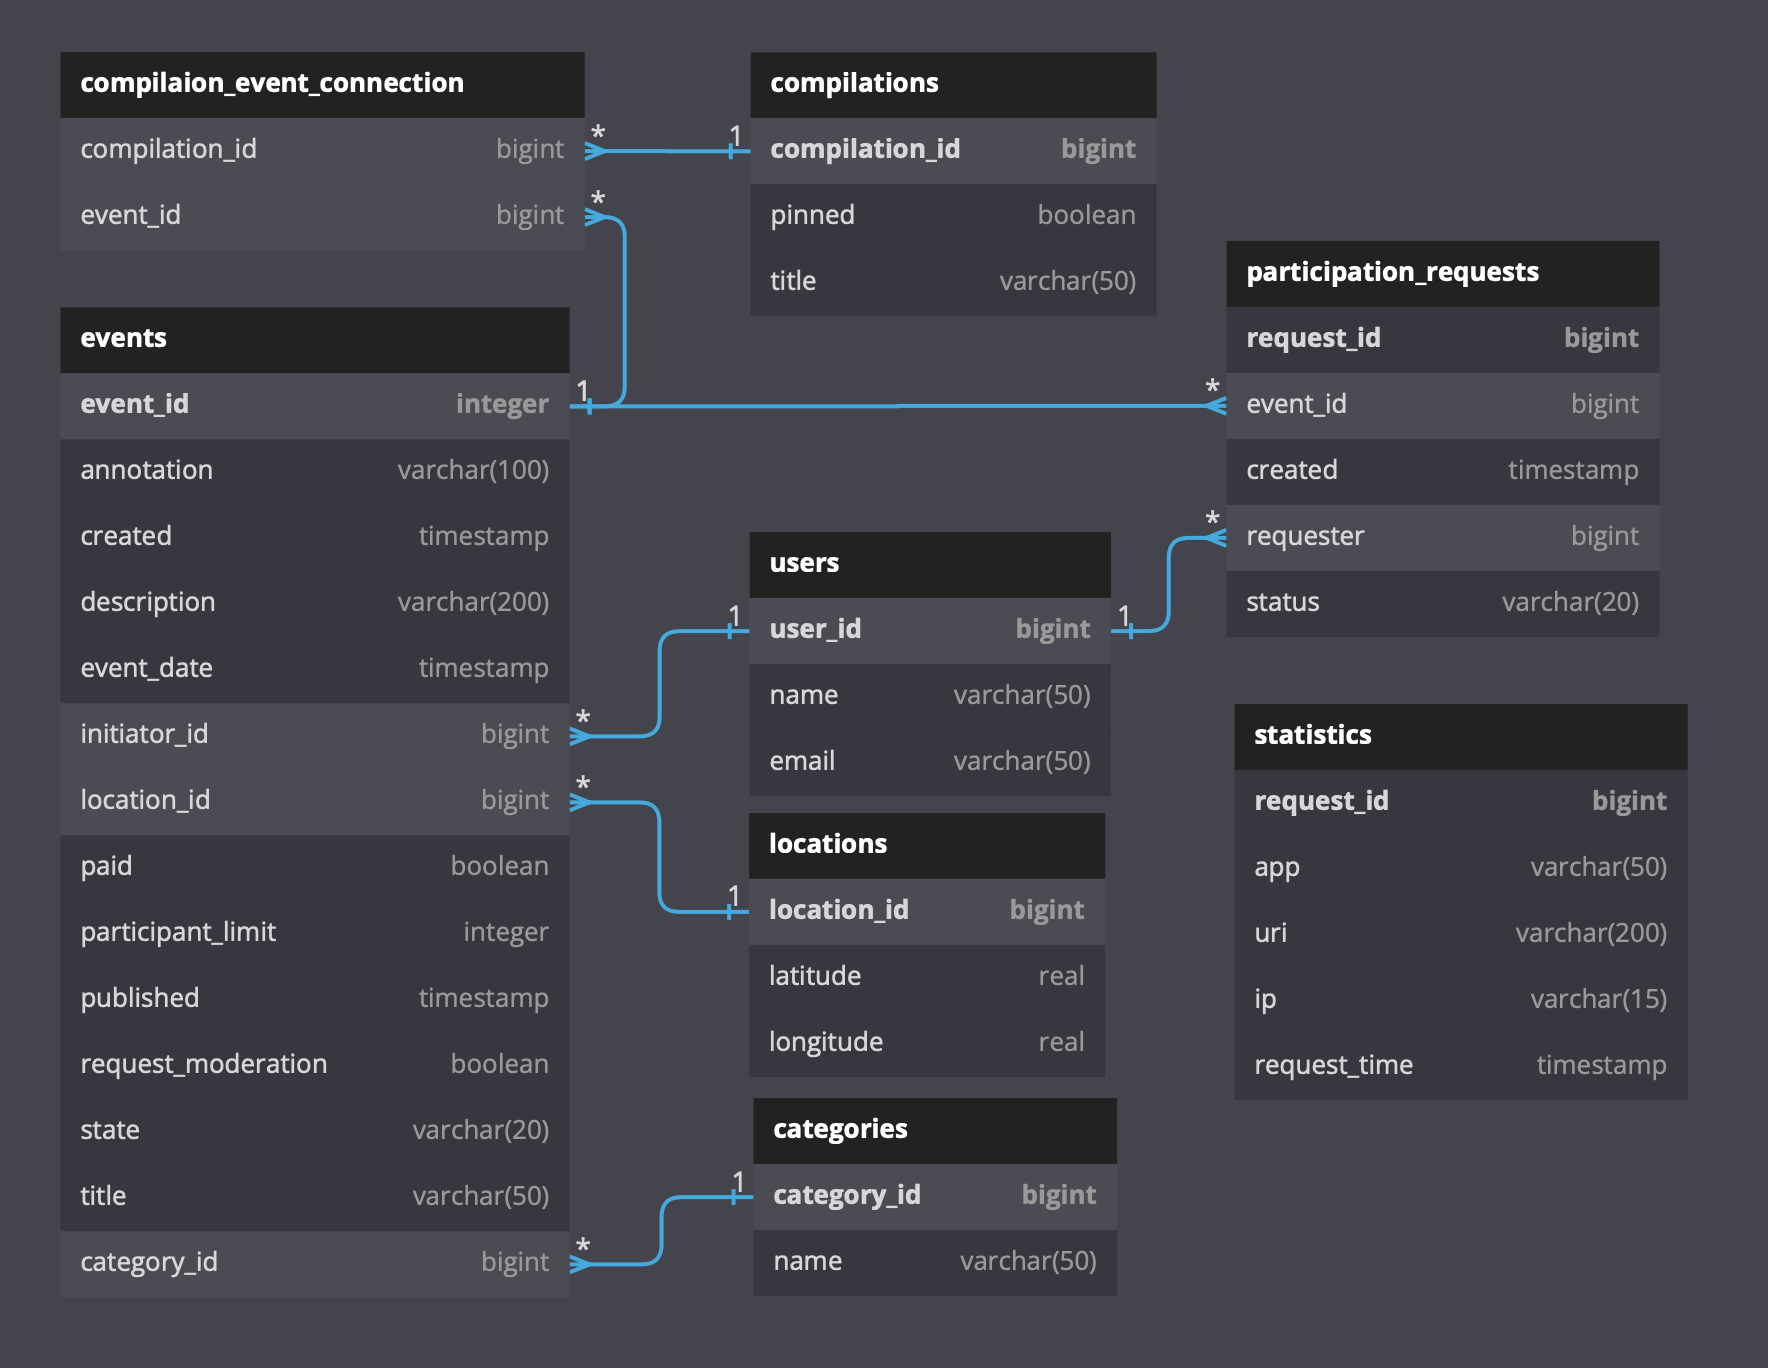 compilaion_event_connection
compilation_id bigint
event_id bigint
* 1
*
compilations
compilation_id bigint
pinned boolean
title varchar(50)
participation_requests
request_id bigint
event_id bigint
created timestamp
requester bigint
status varchar(20)
events
event_id integer
annotation varchar(100)
created timestamp
description varchar(200)
event_date timestamp
initiator_id bigint
location_id bigint
paid boolean
participant_limit integer
published timestamp
request_moderation boolean
state varchar(20)
title varchar(50)
category_id bigint
1 *
*
1 1
*
*
1
1
*
users
user_id bigint
name varchar(50)
email varchar(50)
locations
location_id bigint
latitude real
longitude real
categories
category_id bigint
name varchar(50)
statistics
request_id bigint
app varchar(50)
uri varchar(200)
ip varchar(15)
request_time timestamp